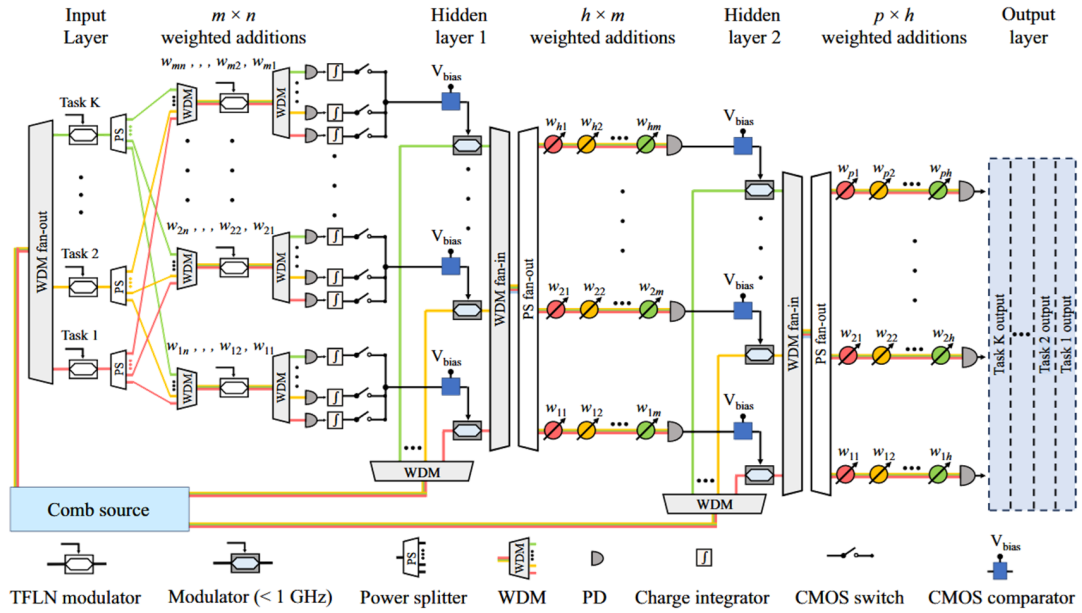 Input
Layer
m × n
weighted additions
Hidden
layer 1
h × m
weighted additions
Hidden
layer 2
p × h
weighted additions
Output
layer
w_mn , , , w_m2, w_m1
Task K
PS
WDM
WDM
V_bias
Task 2
PS
w_2n , , , w_22, w_21
WDM
WDM
V_bias
Task 1
PS
w_1n , , , w_12, w_11
WDM
WDM
V_bias
WDM fan-out
WDM
WDM fan-in
PS fan-out
w_h1 w_h2 w_hm
w_21 w_22 w_2m
w_11 w_12 w_1m
V_bias
V_bias
V_bias
WDM
WDM fan-in
PS fan-out
w_p1 w_p2 w_ph
w_21 w_22 w_2h
w_11 w_12 w_1h
Task K output
Task 2 output
Task 1 output
Comb source
∫
∫
∫
∫
∫
∫
∫
∫
∫
PS
WDM
∫
V_bias
TFLN modulator
Modulator (< 1 GHz)
Power splitter
WDM
PD
Charge integrator
CMOS switch
CMOS comparator